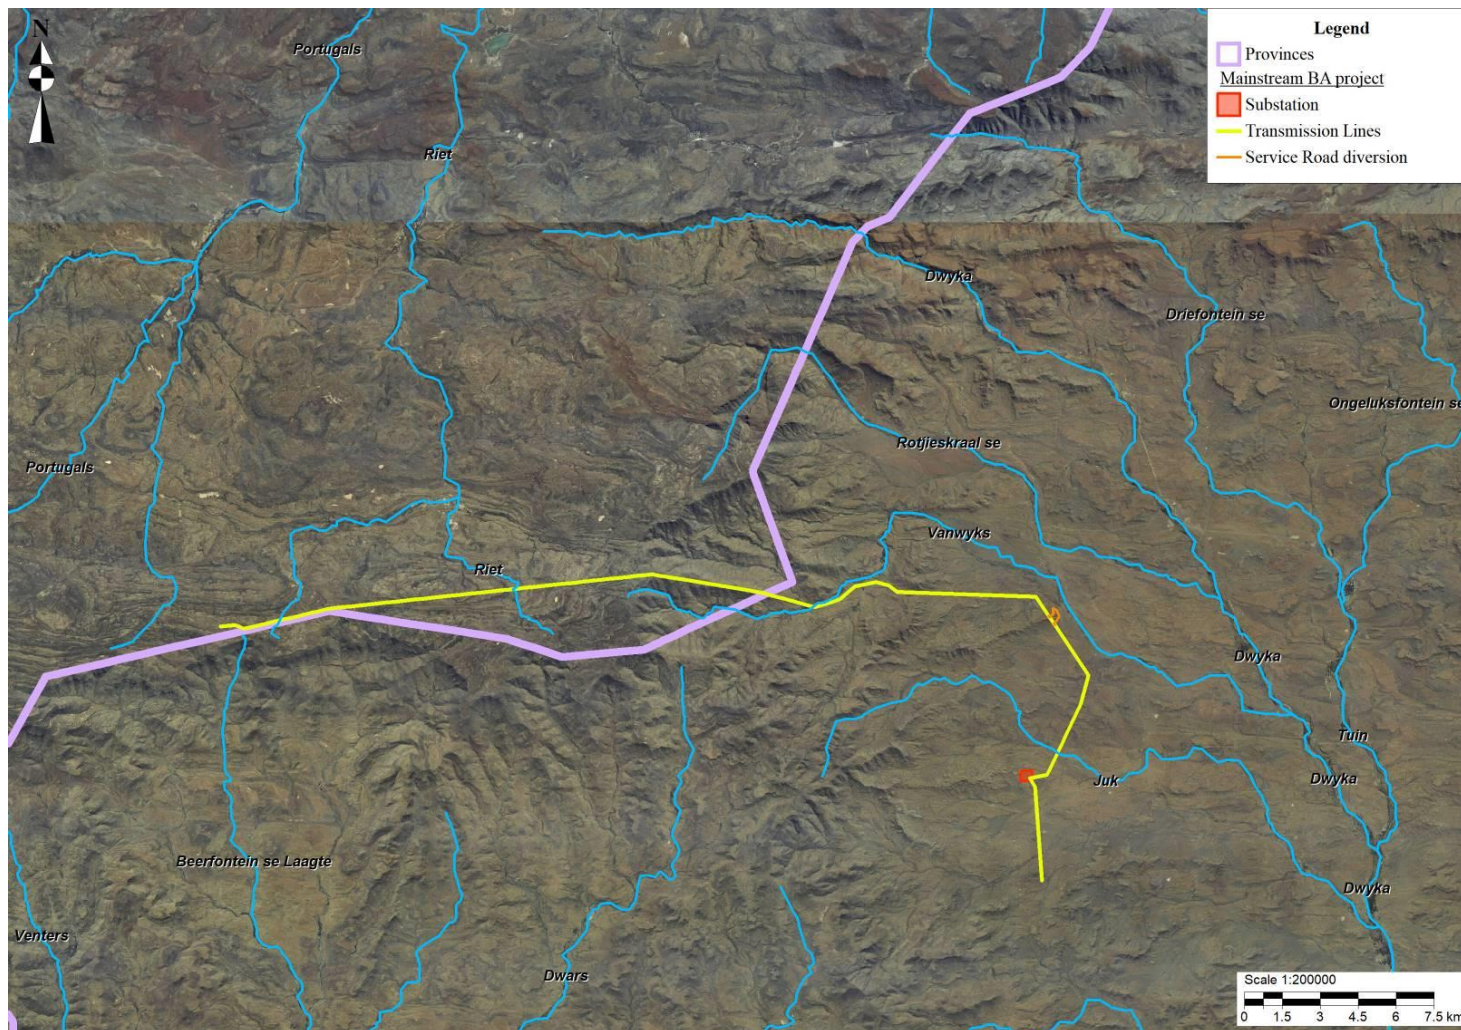 N
Portugals
Riet
Legend
Provinces
Mainstream BA project
Substation
Transmission Lines
Service Road diversion
Dwyka
Driefontein se
Ongeluksfontein se
Rotjieskraal se
Portugals
Vanwyks
Riet
Dwyka
Tuin
Dwyka
Juk
Beerfontein se Laagte
Dwyka
Venters
Dwars
Scale 1:200000
0 1.5 3 4.5 6 7.5 km